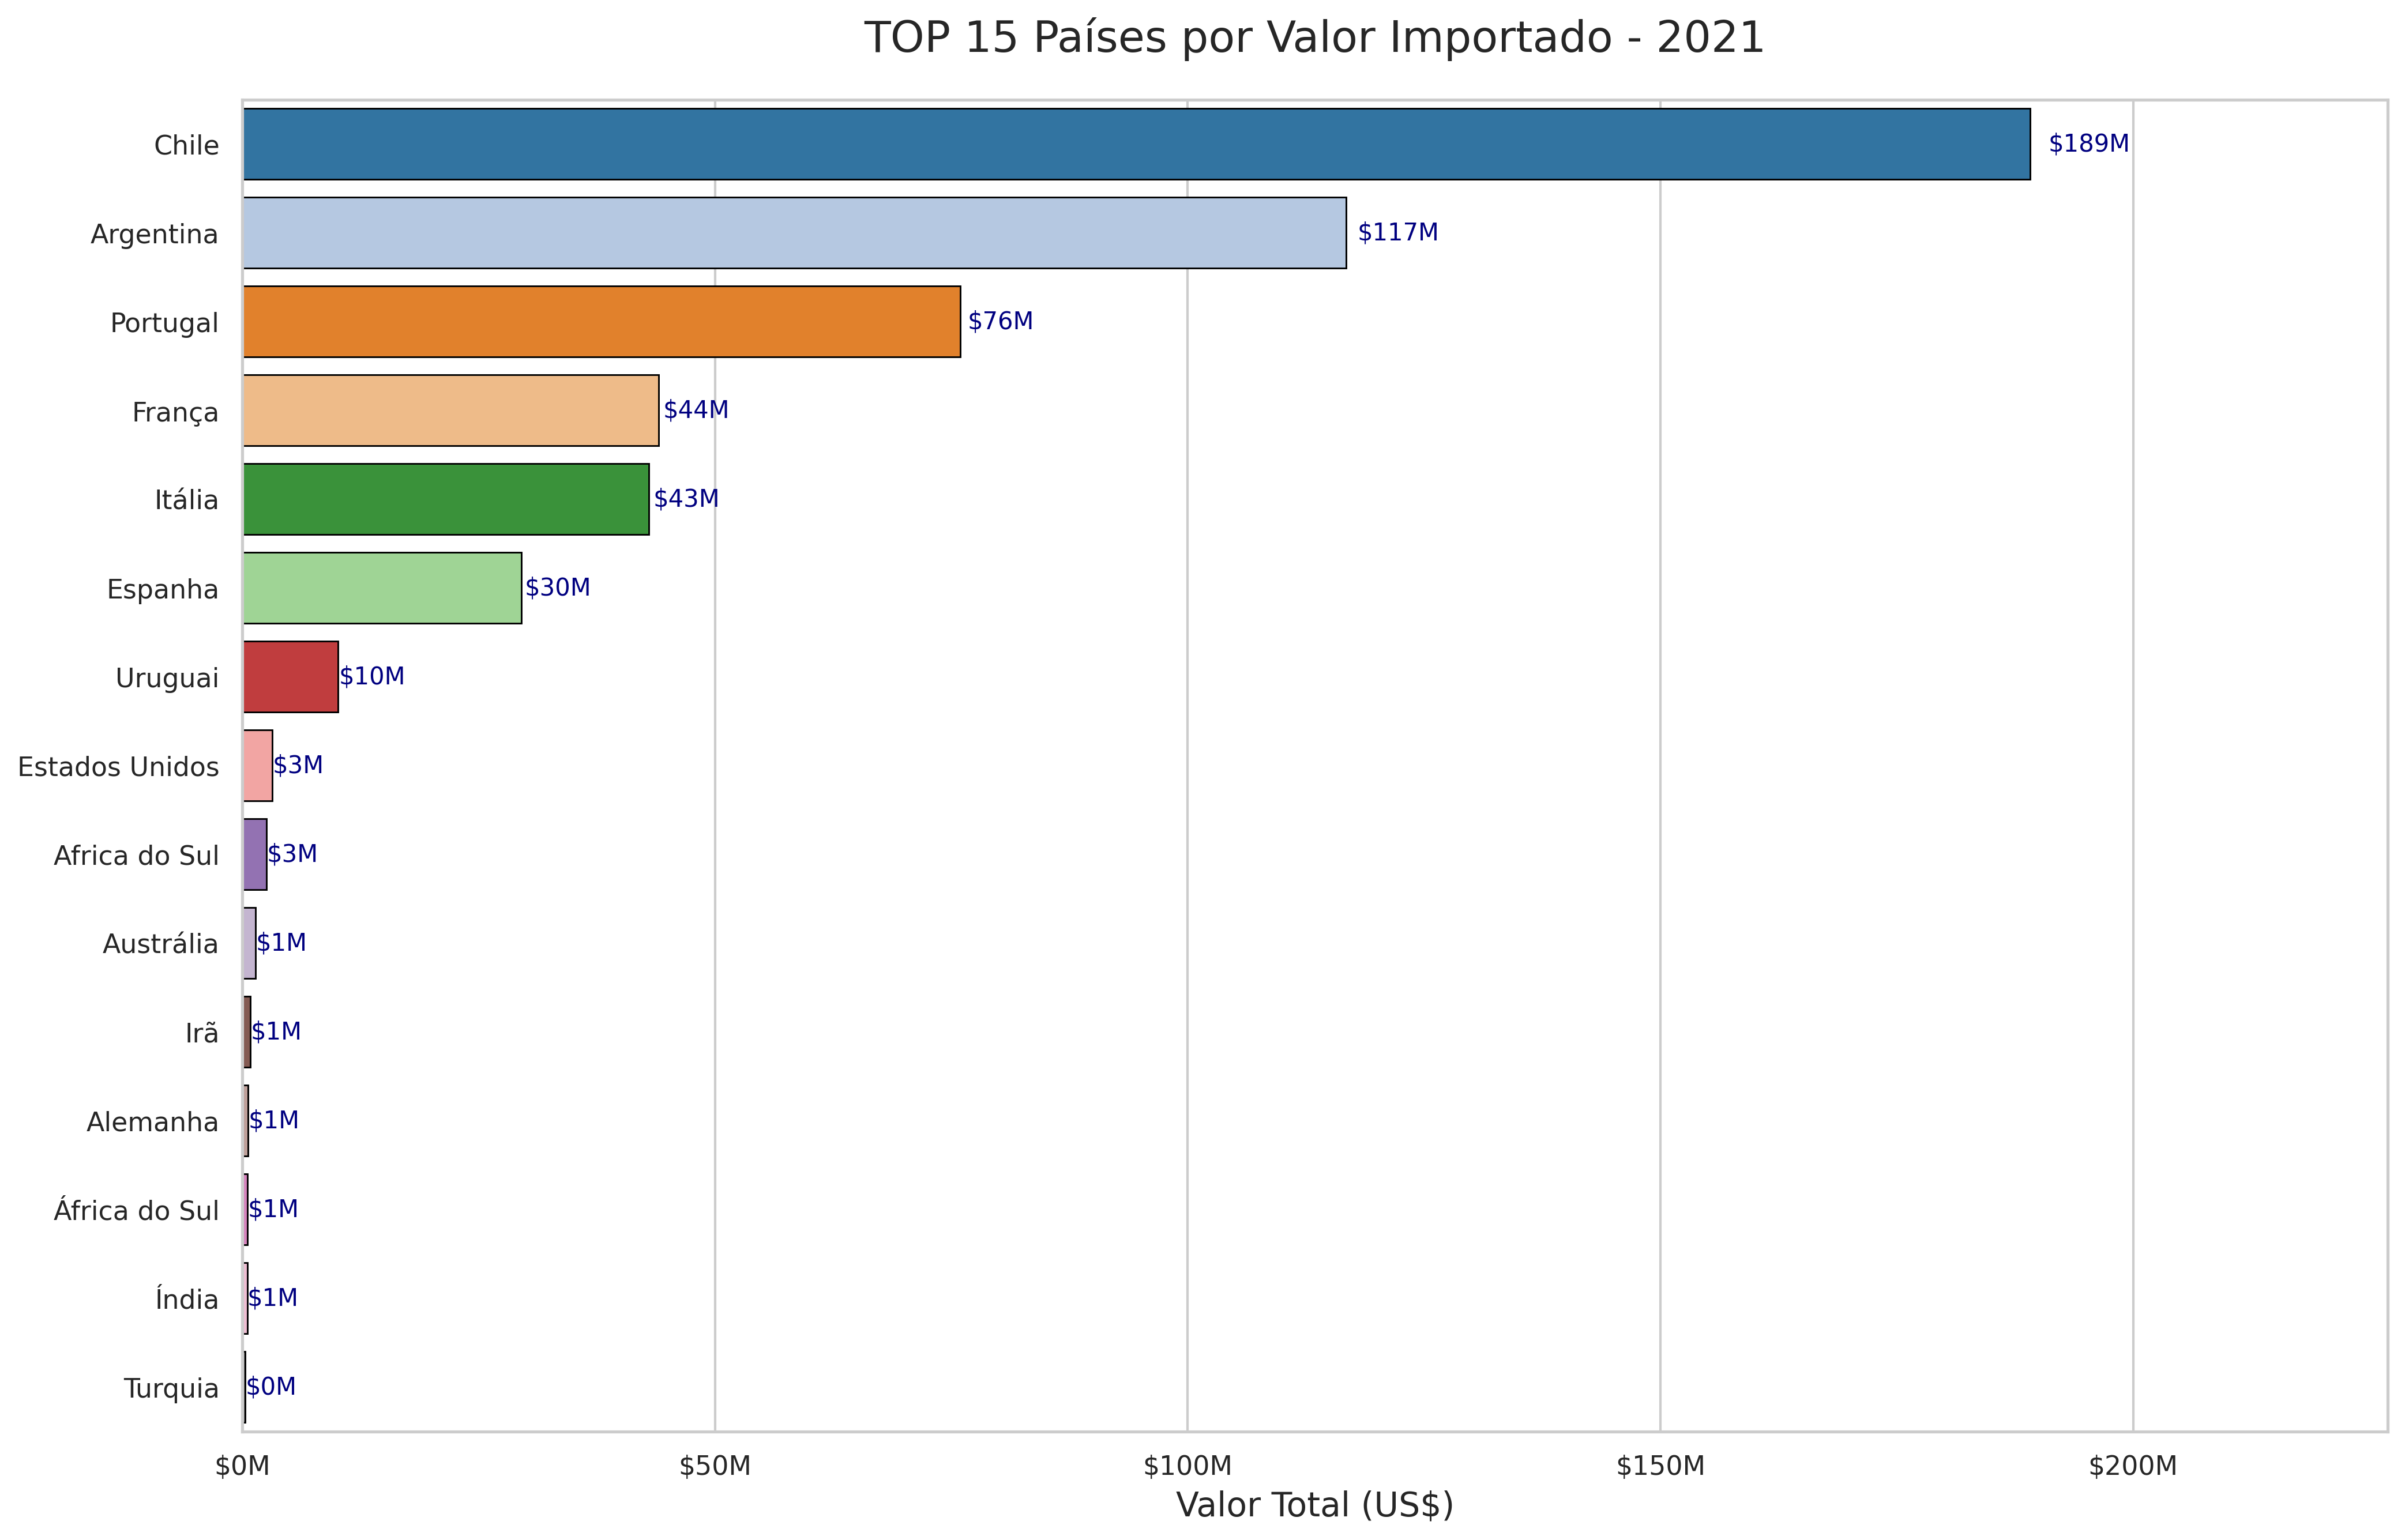 TOP 15 Países por Valor Importado - 2021
Chile $189M
Argentina $117M
Portugal $76M
França $44M
Itália $43M
Espanha $30M
Uruguai $10M
Estados Unidos $3M
Africa do Sul $3M
Austrália $1M
Irã $1M
Alemanha $1M
África do Sul $1M
Índia $1M
Turquia $0M
$0M $50M $100M $150M $200M
Valor Total (US$)